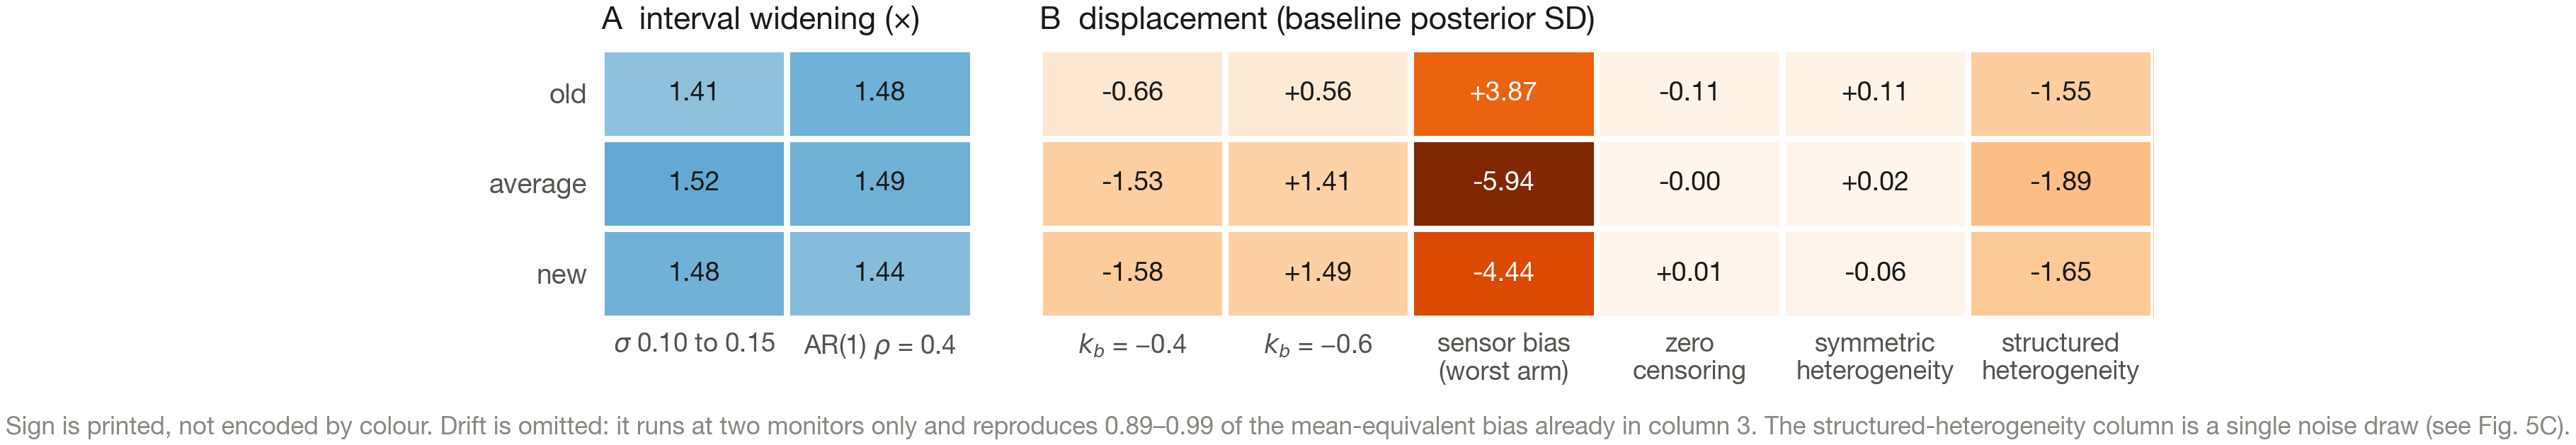 A interval widening (×)
B displacement (baseline posterior SD)
old 1.41 1.48 -0.66 +0.56 +3.87 -0.11 +0.11 -1.55
average 1.52 1.49 -1.53 +1.41 -5.94 -0.00 +0.02 -1.89
new 1.48 1.44 -1.58 +1.49 -4.44 +0.01 -0.06 -1.65
σ 0.10 to 0.15
AR(1) ρ = 0.4
k_b = −0.4
k_b = −0.6
sensor bias
(worst arm)
zero
censoring
symmetric
heterogeneity
structured
heterogeneity
Sign is printed, not encoded by colour. Drift is omitted: it runs at two monitors only and reproduces 0.89–0.99 of the mean-equivalent bias already in column 3. The structured-heterogeneity column is a single noise draw (see Fig. 5C).